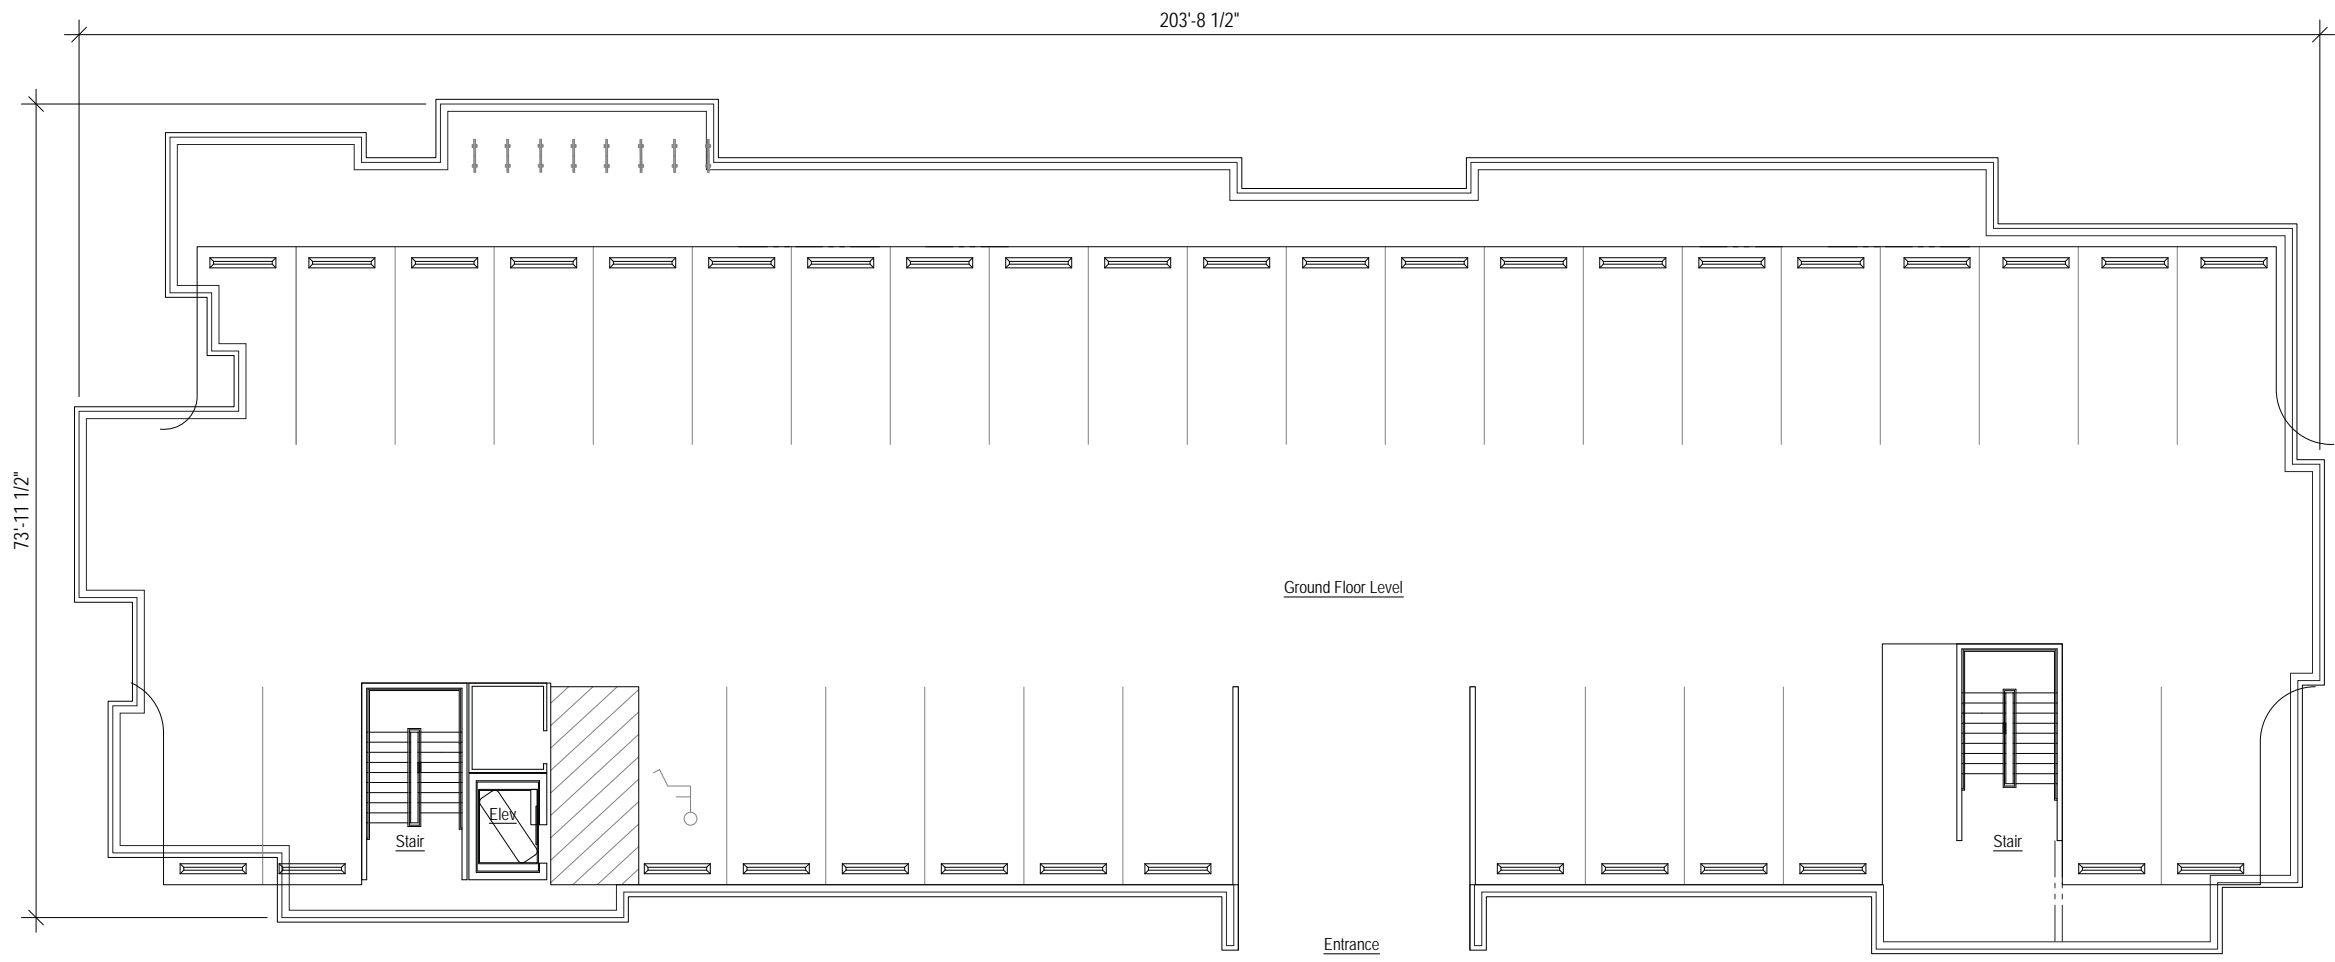 203'-8 1/2"
73'-11 1/2"
Ground Floor Level
Elev
Stair
Stair
Entrance